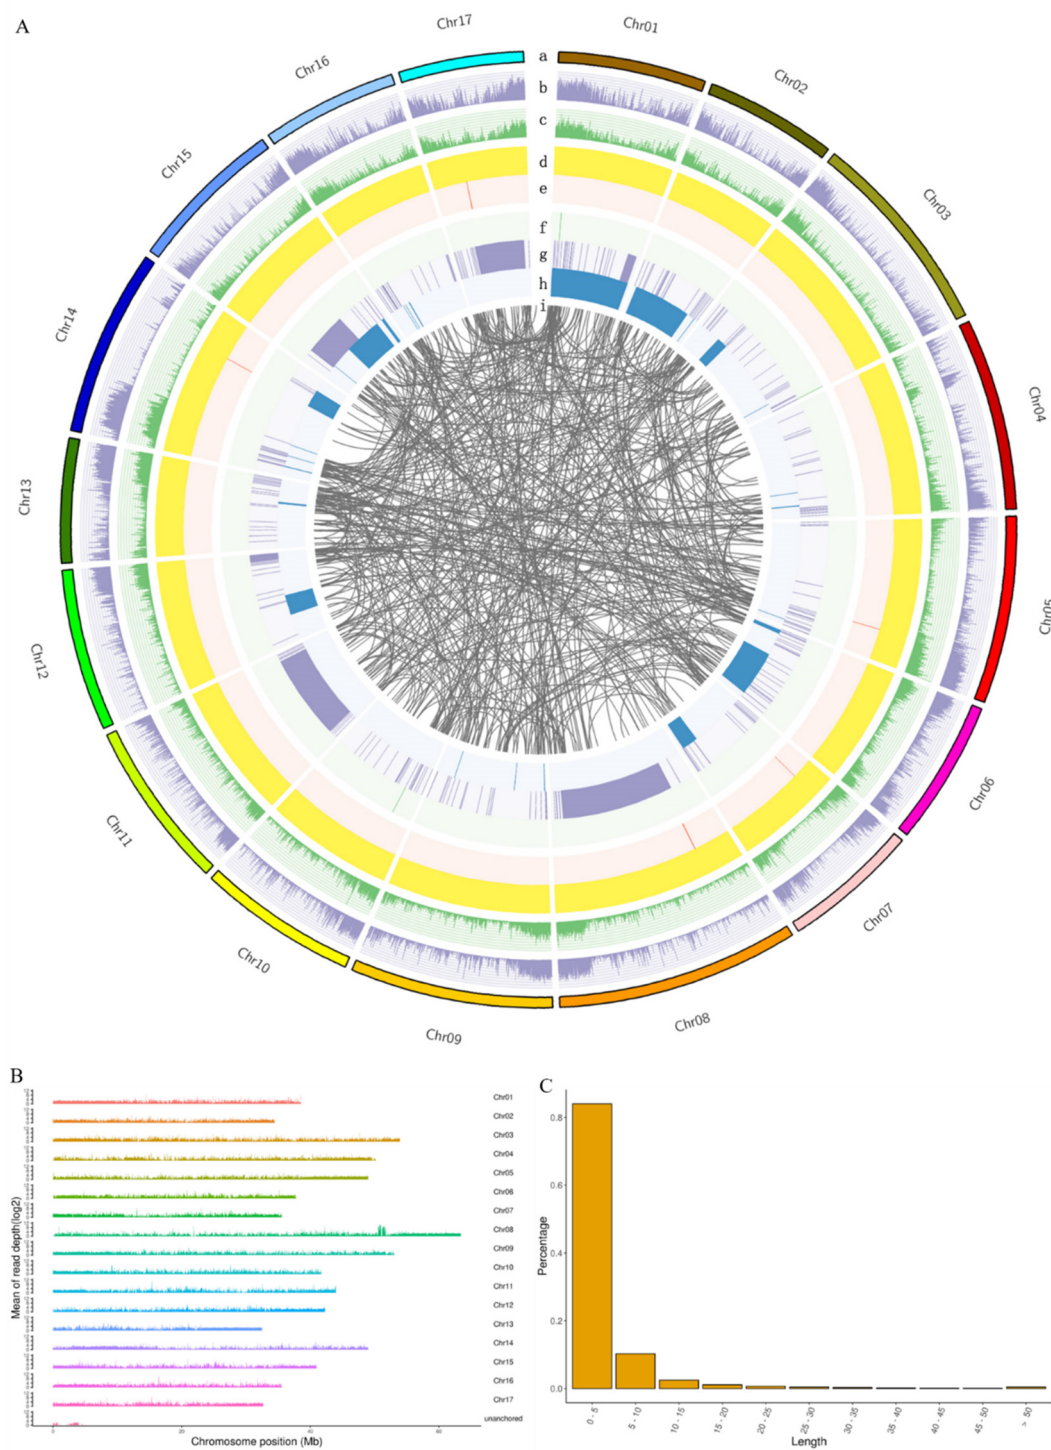 A
Chr01
Chr02
Chr03
Chr04
Chr05
Chr06
Chr07
Chr08
Chr09
Chr10
Chr11
Chr12
Chr13
Chr14
Chr15
Chr16
Chr17
a
b
c
d
e
f
g
h
i
B
Mean of read depth(log2)
Chr01
Chr02
Chr03
Chr04
Chr05
Chr06
Chr07
Chr08
Chr09
Chr10
Chr11
Chr12
Chr13
Chr14
Chr15
Chr16
Chr17
unanchored
0
20
40
60
Chromosome position (Mb)
C
Percentage
0.8
0.6
0.4
0.2
0.0
0 - 5
5 - 10
10 - 15
15 - 20
20 - 25
25 - 30
30 - 35
35 - 40
40 - 45
45 - 50
> 50
Length